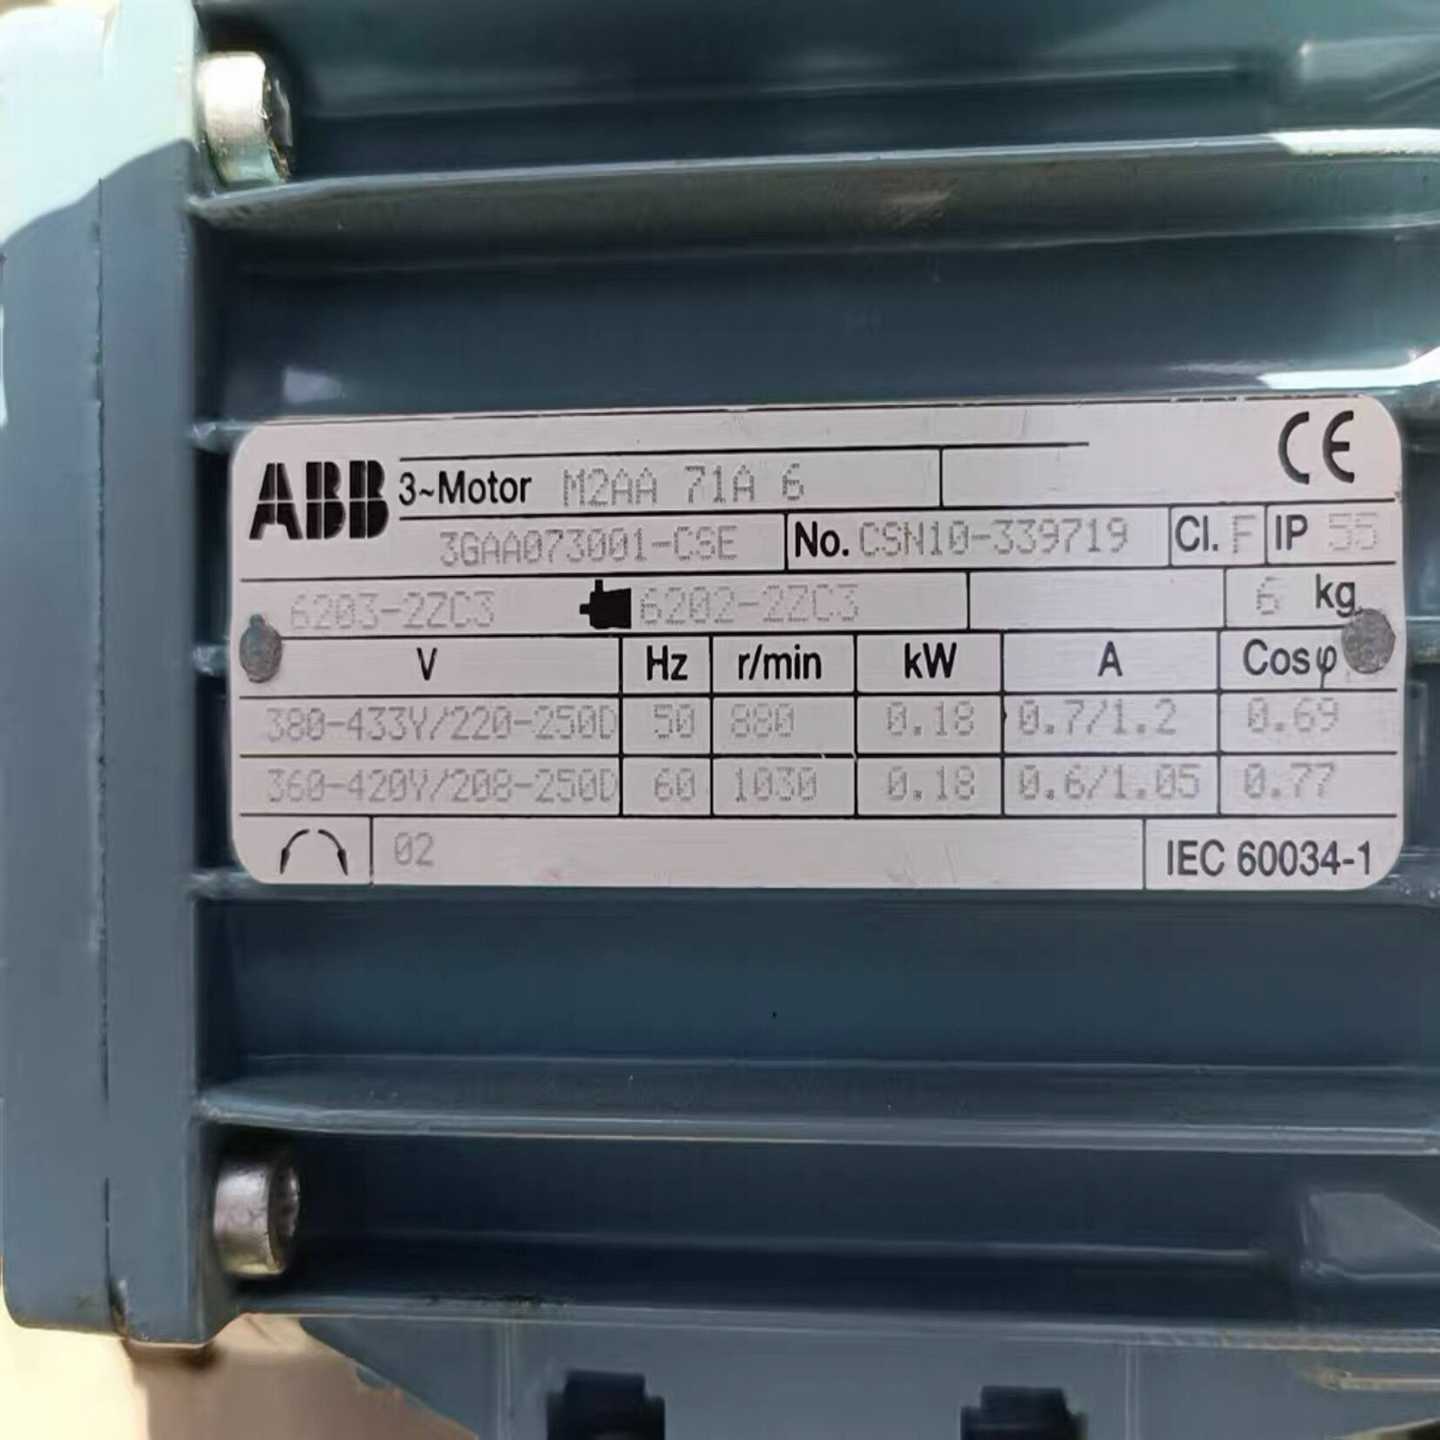 ABB 3~Motor M2AA 71A 6 CE
3GAA073001-CSE No. CSN10-339719 Cl. F IP 55
6203-2ZC3 6202-2ZC3 6 kg
V Hz r/min kW A Cosφ
380-433Y/220-250D 50 880 0.18 0.7/1.2 0.69
360-420Y/208-250D 60 1030 0.18 0.6/1.05 0.77
02 IEC 60034-1